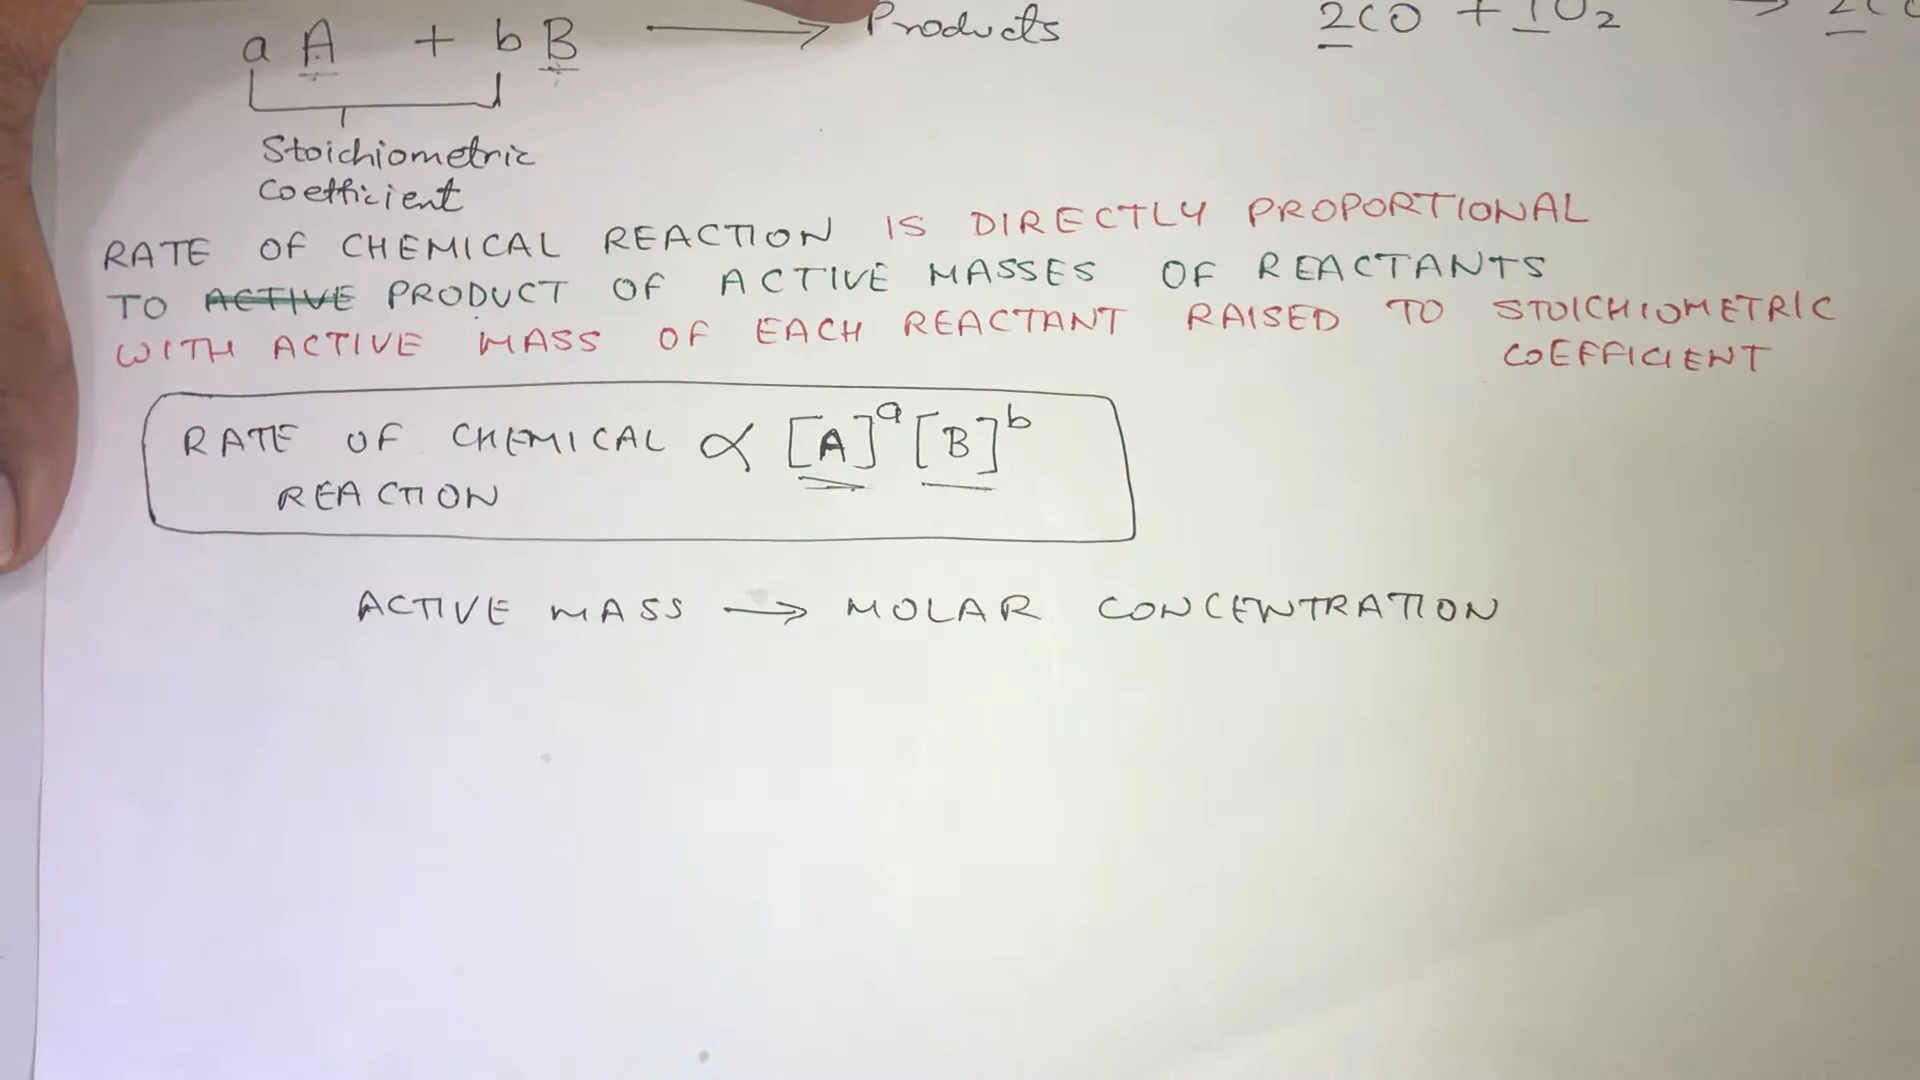 aA + bB ⟶ Products
2CO + 1O₂ →
Stoichiometric
Coefficient
RATE OF CHEMICAL REACTION IS DIRECTLY PROPORTIONAL
TO ACTIVE PRODUCT OF ACTIVE MASSES OF REACTANTS
WITH ACTIVE MASS OF EACH REACTANT RAISED TO STOICHIOMETRIC
COEFFICIENT
RATE OF CHEMICAL ∝ [A]ᵃ [B]ᵇ
REACTION
ACTIVE MASS → MOLAR CONCENTRATION